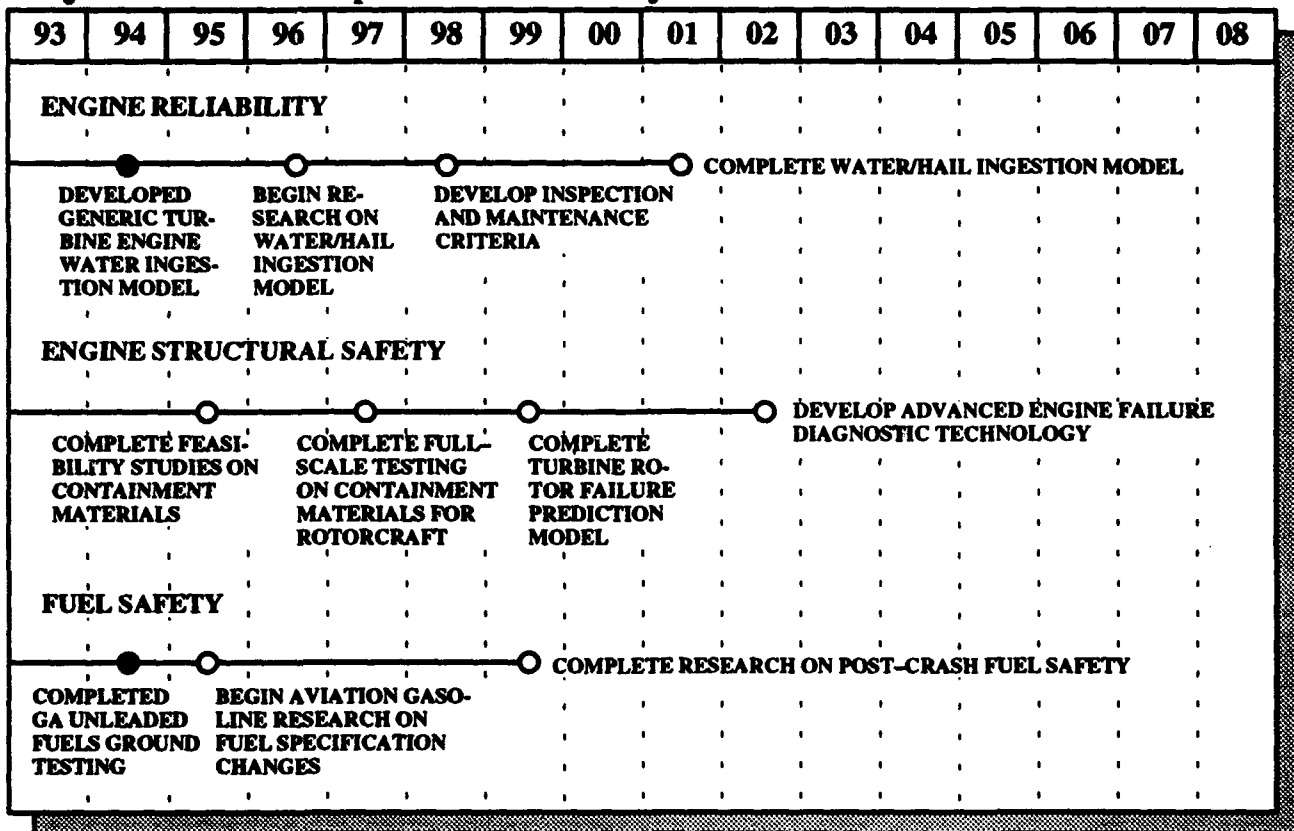 93 94 95 96 97 98 99 00 01 02 03 04 05 06 07 08
ENGINE RELIABILITY
COMPLETE WATER/HAIL INGESTION MODEL
DEVELOPED
GENERIC TUR-
BINE ENGINE
WATER INGES-
TION MODEL
BEGIN RE-
SEARCH ON
WATER/HAIL
INGESTION
MODEL
DEVELOP INSPECTION
AND MAINTENANCE
CRITERIA
ENGINE STRUCTURAL SAFETY
DEVELOP ADVANCED ENGINE FAILURE
DIAGNOSTIC TECHNOLOGY
COMPLETE FEASI-
BILITY STUDIES ON
CONTAINMENT
MATERIALS
COMPLETE FULL-
SCALE TESTING
ON CONTAINMENT
MATERIALS FOR
ROTORCRAFT
COMPLETE
TURBINE RO-
TOR FAILURE
PREDICTION
MODEL
FUEL SAFETY
COMPLETE RESEARCH ON POST-CRASH FUEL SAFETY
COMPLETED
GA UNLEADED
FUELS GROUND
TESTING
BEGIN AVIATION GASO-
LINE RESEARCH ON
FUEL SPECIFICATION
CHANGES